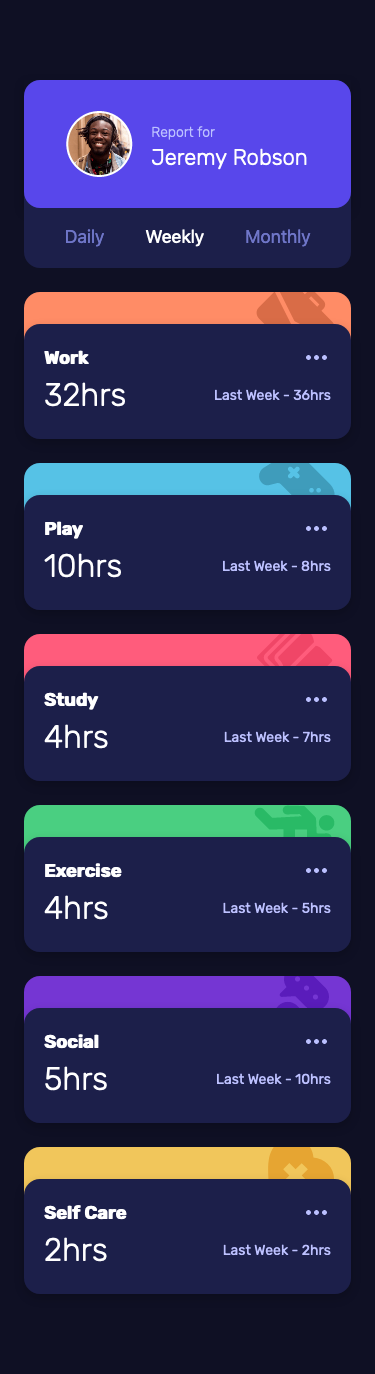 Report for
Jeremy Robson
Daily Weekly Monthly
Work
32hrs Last Week - 36hrs
Play
10hrs Last Week - 8hrs
Study
4hrs Last Week - 7hrs
Exercise
4hrs Last Week - 5hrs
Social
5hrs Last Week - 10hrs
Self Care
2hrs Last Week - 2hrs